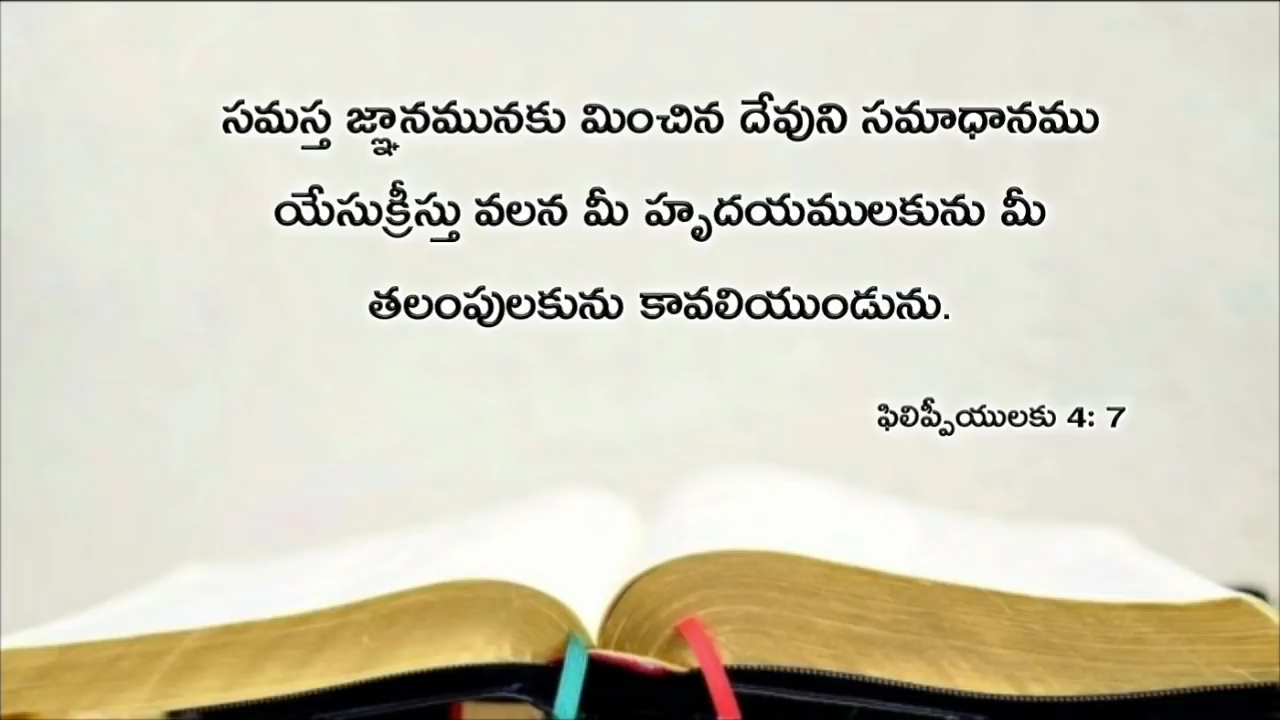 సమస్త జ్ఞానమునకు మించిన దేవుని సమాధానము
యేసుక్రీస్తు వలన మీ హృదయములకును మీ
తలంపులకును కావలియుండును.
ఫిలిప్పీయులకు 4: 7